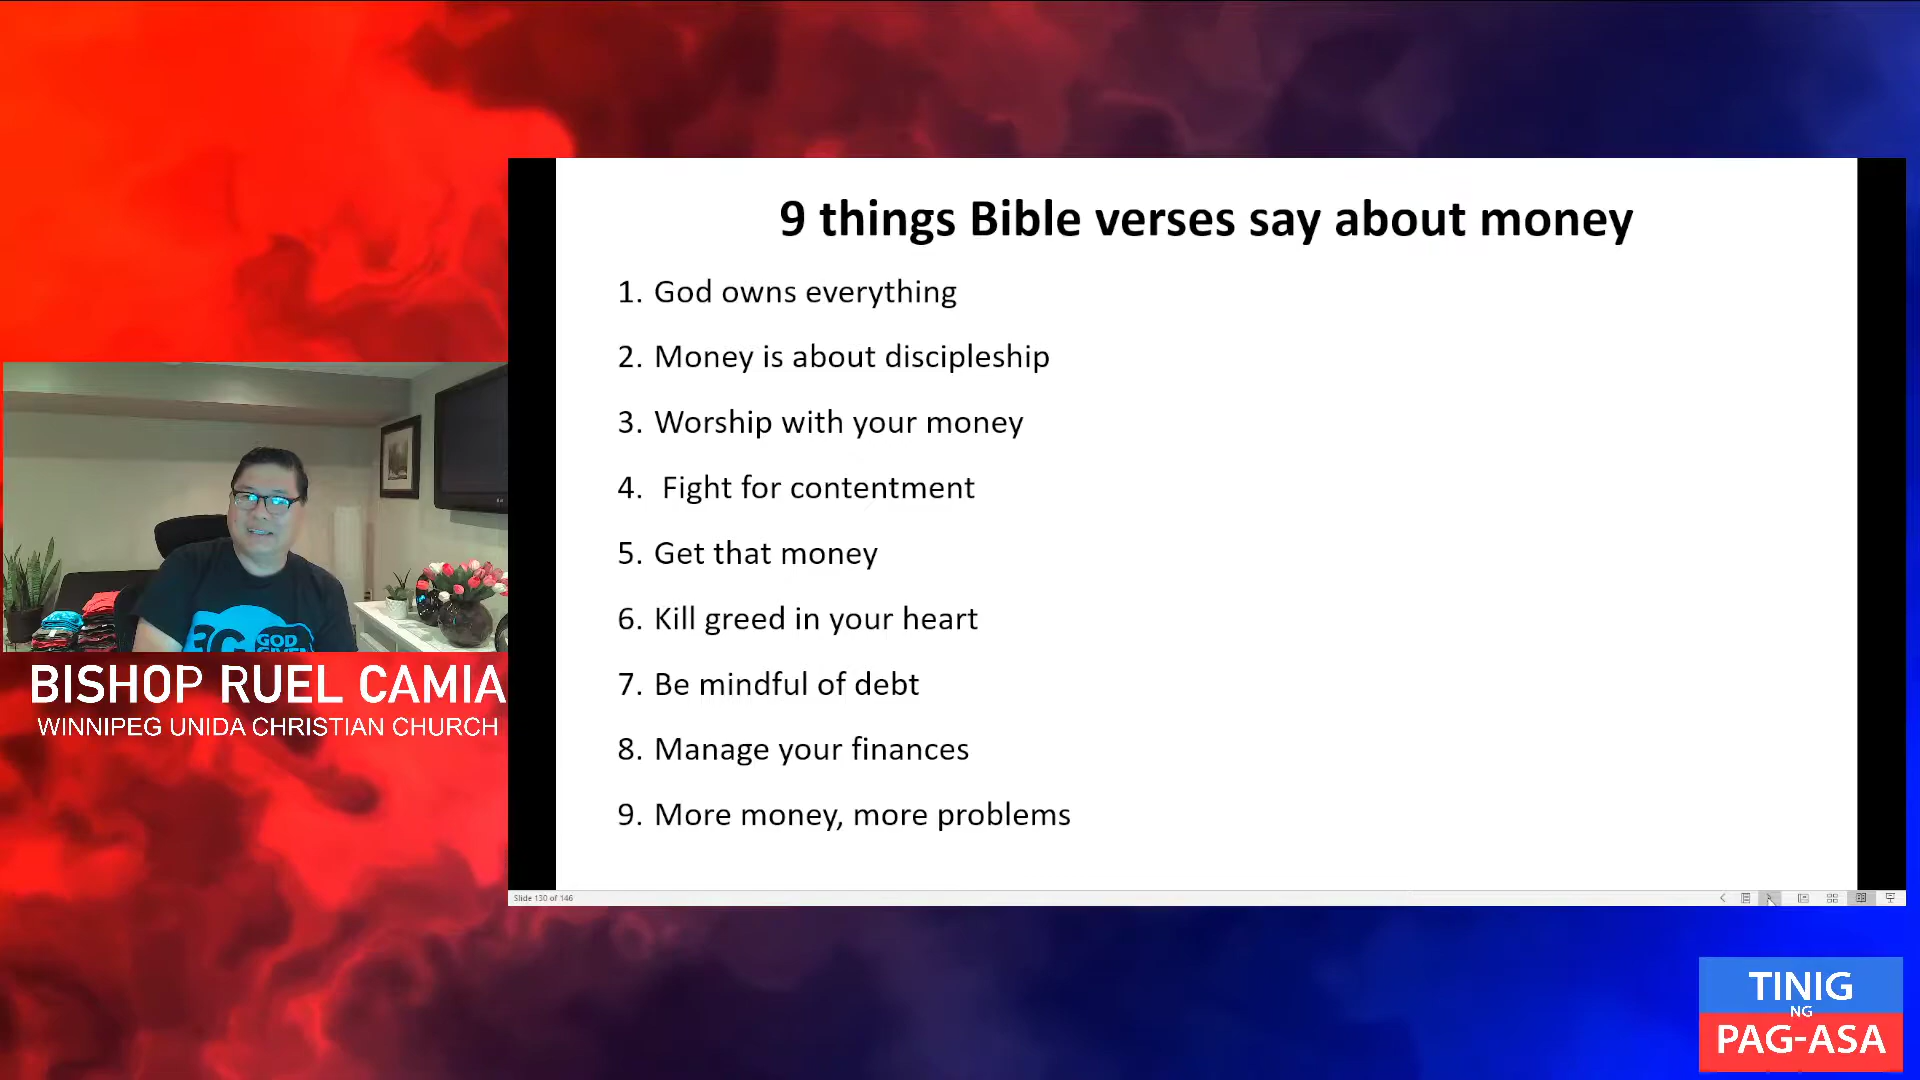 9 things Bible verses say about money
1. God owns everything
2. Money is about discipleship
3. Worship with your money
4. Fight for contentment
5. Get that money
6. Kill greed in your heart
7. Be mindful of debt
8. Manage your finances
9. More money, more problems
Slide 130 of 146
3G GOD
GIVEN
BISHOP RUEL CAMIA
WINNIPEG UNIDA CHRISTIAN CHURCH
TINIG
NG
PAG-ASA